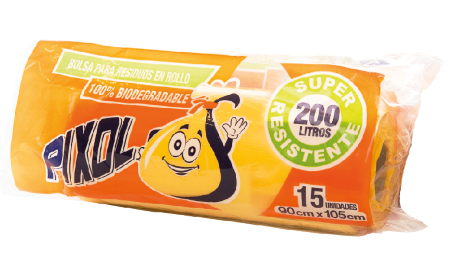 BOLSA PARA RESIDUOS EN ROLLO
100% BIODEGRADABLE
PIXOL
SUPER
200
LITROS
RESISTENTE
15 UNIDADES
90cm x 105cm